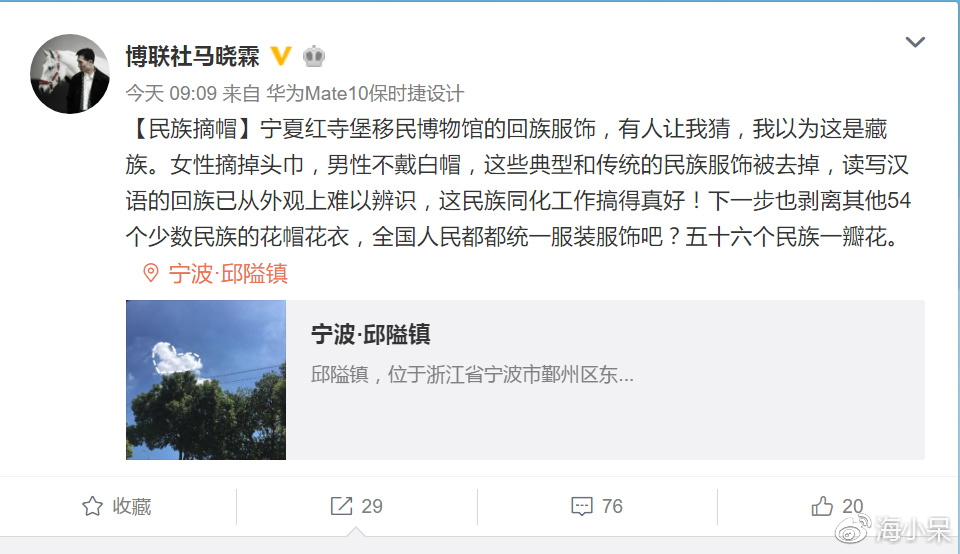 博联社马晓霖
今天 09:09 来自 华为Mate10保时捷设计
【民族摘帽】宁夏红寺堡移民博物馆的回族服饰，有人让我猜，我以为这是藏
族。女性摘掉头巾，男性不戴白帽，这些典型和传统的民族服饰被去掉，读写汉
语的回族已从外观上难以辨识，这民族同化工作搞得真好！下一步也剥离其他54
个少数民族的花帽花衣，全国人民都都统一服装服饰吧？五十六个民族一瓣花。
宁波·邱隘镇
宁波·邱隘镇
邱隘镇，位于浙江省宁波市鄞州区东...
收藏
29
76
20
海小呆